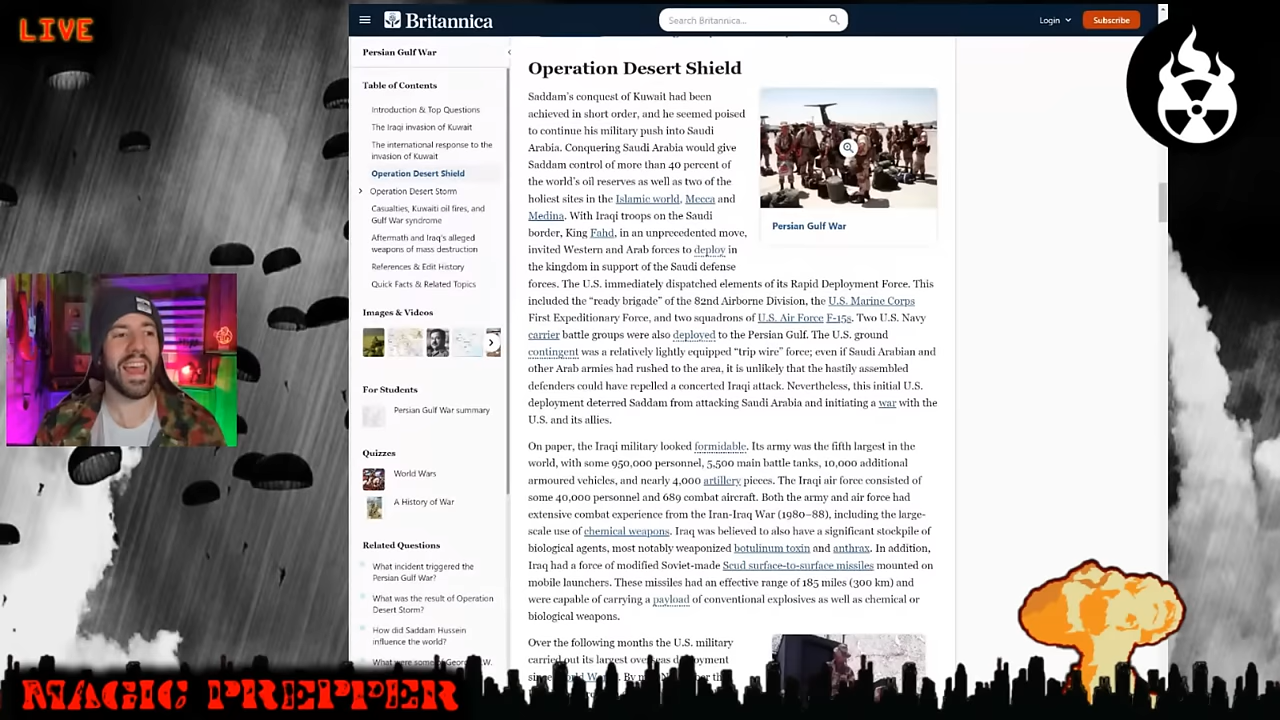 LIVE
Britannica
Search Britannica...
Login
Subscribe
Persian Gulf War
Table of Contents
Introduction & Top Questions
The Iraqi invasion of Kuwait
The international response to the
invasion of Kuwait
Operation Desert Shield
Operation Desert Storm
Casualties, Kuwaiti oil fires, and
Gulf War syndrome
Aftermath and Iraq's alleged
weapons of mass destruction
References & Edit History
Quick Facts & Related Topics
Images & Videos
For Students
Persian Gulf War summary
Quizzes
World Wars
A History of War
Related Questions
What incident triggered the
Persian Gulf War?
What was the result of Operation
Desert Storm?
How did Saddam Hussein
influence the world?
Operation Desert Shield
Saddam's conquest of Kuwait had been
achieved in short order, and he seemed poised
to continue his military push into Saudi
Arabia. Conquering Saudi Arabia would give
Saddam control of more than 40 percent of
the world's oil reserves as well as two of the
holiest sites in the Islamic world, Mecca and
Medina. With Iraqi troops on the Saudi
border, King Fahd, in an unprecedented move,
invited Western and Arab forces to deploy in
the kingdom in support of the Saudi defense
forces. The U.S. immediately dispatched elements of its Rapid Deployment Force. This
included the “ready brigade” of the 82nd Airborne Division, the U.S. Marine Corps
First Expeditionary Force, and two squadrons of U.S. Air Force F-15s. Two U.S. Navy
carrier battle groups were also deployed to the Persian Gulf. The U.S. ground
contingent was a relatively lightly equipped “trip wire” force; even if Saudi Arabian and
other Arab armies had rushed to the area, it is unlikely that the hastily assembled
defenders could have repelled a concerted Iraqi attack. Nevertheless, this initial U.S.
deployment deterred Saddam from attacking Saudi Arabia and initiating a war with the
U.S. and its allies.
Persian Gulf War
On paper, the Iraqi military looked formidable. Its army was the fifth largest in the
world, with some 950,000 personnel, 5,500 main battle tanks, 10,000 additional
armoured vehicles, and nearly 4,000 artillery pieces. The Iraqi air force consisted of
some 40,000 personnel and 689 combat aircraft. Both the army and air force had
extensive combat experience from the Iran-Iraq War (1980–88), including the large-
scale use of chemical weapons. Iraq was believed to also have a significant stockpile of
biological agents, most notably weaponized botulinum toxin and anthrax. In addition,
Iraq had a force of modified Soviet-made Scud surface-to-surface missiles mounted on
mobile launchers. These missiles had an effective range of 185 miles (300 km) and
were capable of carrying a payload of conventional explosives as well as chemical or
biological weapons.
Over the following months the U.S. military
carried out its largest overseas deployment
MAGIC PREPPER